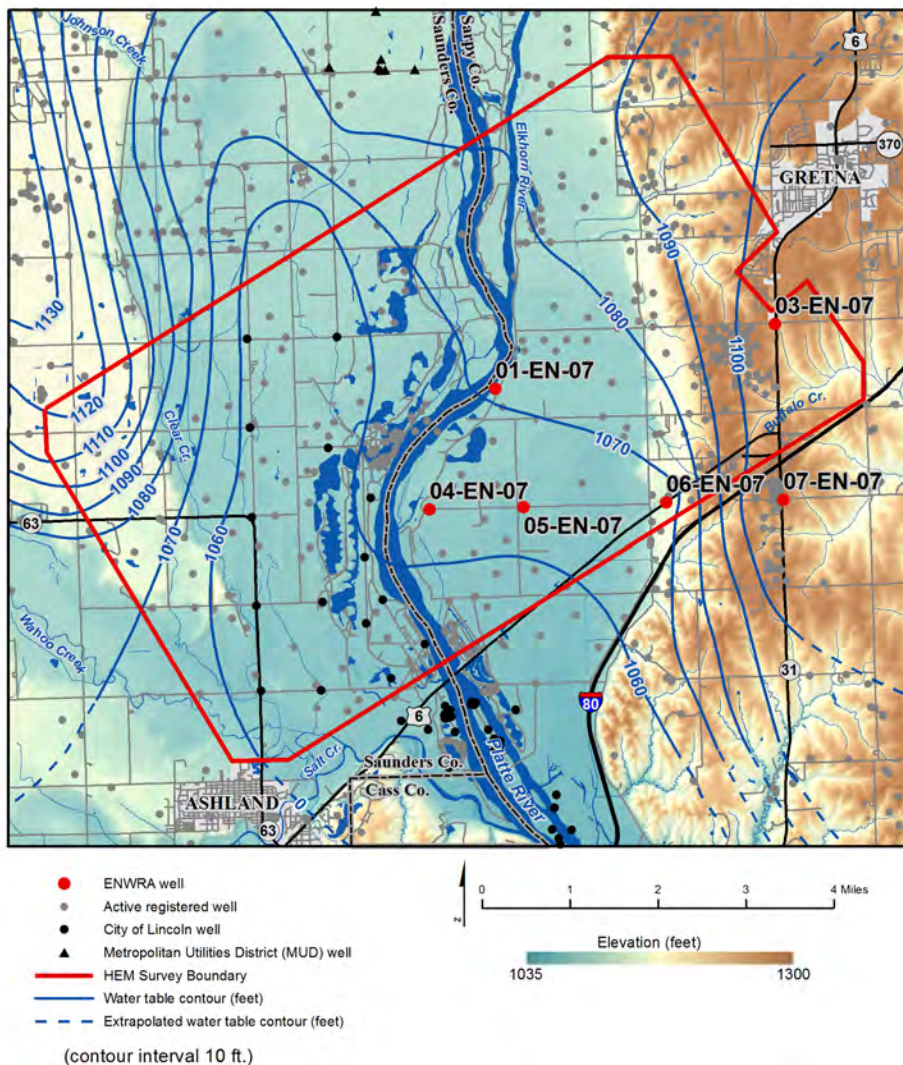 Johnson Creek
Sarpy Co.
Saunders Co.
6
Elkhorn River
370
GRETNA
1090
1130
1080
03-EN-07
1100
01-EN-07
1120
1110
1100
1090
1080
Clear Cr.
1070
Buffalo Cr.
1070
1060
04-EN-07
05-EN-07
06-EN-07
07-EN-07
63
Wahoo Creek
1060
31
80
6
Salt Cr.
Saunders Co.
Cass Co.
Platte River
ASHLAND
63
0
ENWRA well
Active registered well
City of Lincoln well
Metropolitan Utilities District (MUD) well
HEM Survey Boundary
Water table contour (feet)
Extrapolated water table contour (feet)
(contour interval 10 ft.)
z
0 1 2 3 4 Miles
Elevation (feet)
1035 1300